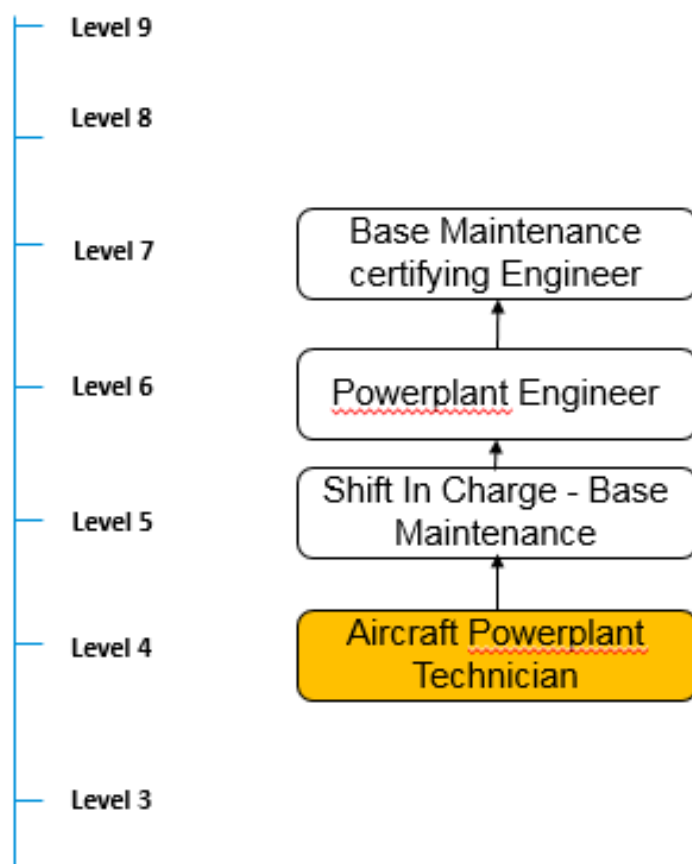 Level 9
Level 8
Level 7
Base Maintenance
certifying Engineer
Level 6
Powerplant Engineer
Level 5
Shift In Charge - Base
Maintenance
Level 4
Aircraft Powerplant
Technician
Level 3